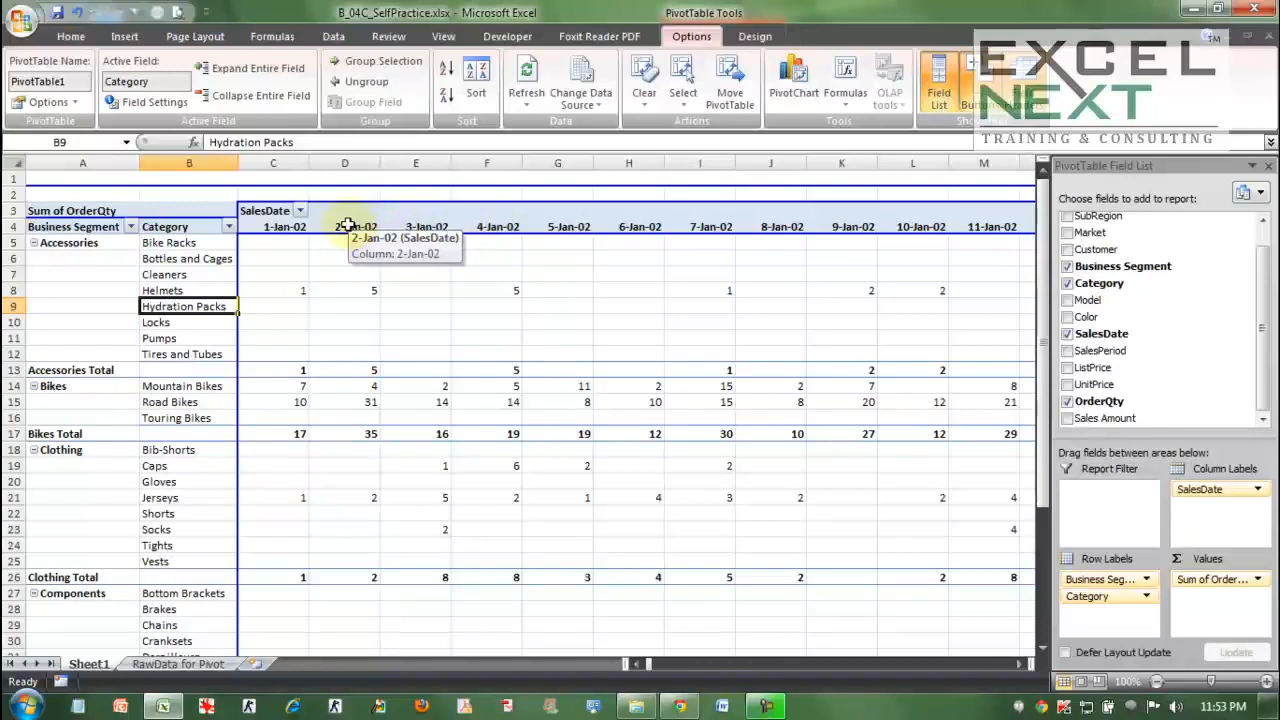 B_04C_SelfPractice.xlsx - Microsoft Excel
PivotTable Tools
Home Insert Page Layout Formulas Data Review View Developer Foxit Reader PDF Options Design
TM
EXCEL
NEXT
TRAINING & CONSULTING
PivotTable Name:
PivotTable1
Options
PivotTable
Active Field:
Category
Field Settings
Expand Entire Field
Collapse Entire Field
Active Field
Group Selection
Ungroup
Group Field
Group
Sort
Sort
Refresh
Change Data
Source
Data
Clear
Select
Move
PivotTable
Actions
PivotChart
Formulas
OLAP
tools
Tools
Field
List
B9
fx
Hydration Packs
A B C D E F G H I J K L M
1
2
3 Sum of OrderQty SalesDate
4 Business Segment Category 1-Jan-02 2-Jan-02 3-Jan-02 4-Jan-02 5-Jan-02 6-Jan-02 7-Jan-02 8-Jan-02 9-Jan-02 10-Jan-02 11-Jan-02
2-Jan-02 (SalesDate)
Column: 2-Jan-02
5 Accessories Bike Racks
6 Bottles and Cages
7 Cleaners
8 Helmets 1 5 5 1 2 2
9 Hydration Packs
10 Locks
11 Pumps
12 Tires and Tubes
13 Accessories Total 1 5 5 1 2 2
14 Bikes Mountain Bikes 7 4 2 5 11 2 15 2 7 8
15 Road Bikes 10 31 14 14 8 10 15 8 20 12 21
16 Touring Bikes
17 Bikes Total 17 35 16 19 19 12 30 10 27 12 29
18 Clothing Bib-Shorts
19 Caps 1 6 2 2
20 Gloves
21 Jerseys 1 2 5 2 1 4 3 2 2 4
22 Shorts
23 Socks 2 4
24 Tights
25 Vests
26 Clothing Total 1 2 8 8 3 4 5 2 2 8
27 Components Bottom Brackets
28 Brakes
29 Chains
30 Cranksets
PivotTable Field List
Choose fields to add to report:
SubRegion
Market
Customer
Business Segment
Category
Model
Color
SalesDate
SalesPeriod
ListPrice
UnitPrice
OrderQty
Sales Amount
Drag fields between areas below:
Report Filter
Column Labels
SalesDate
Row Labels
Σ Values
Business Seg...
Sum of Order...
Category
Defer Layout Update
Update
Sheet1
RawData for Pivot
Ready
100%
11:53 PM